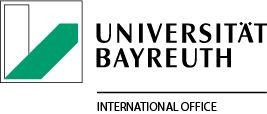 UNIVERSITÄT
BAYREUTH
INTERNATIONAL OFFICE